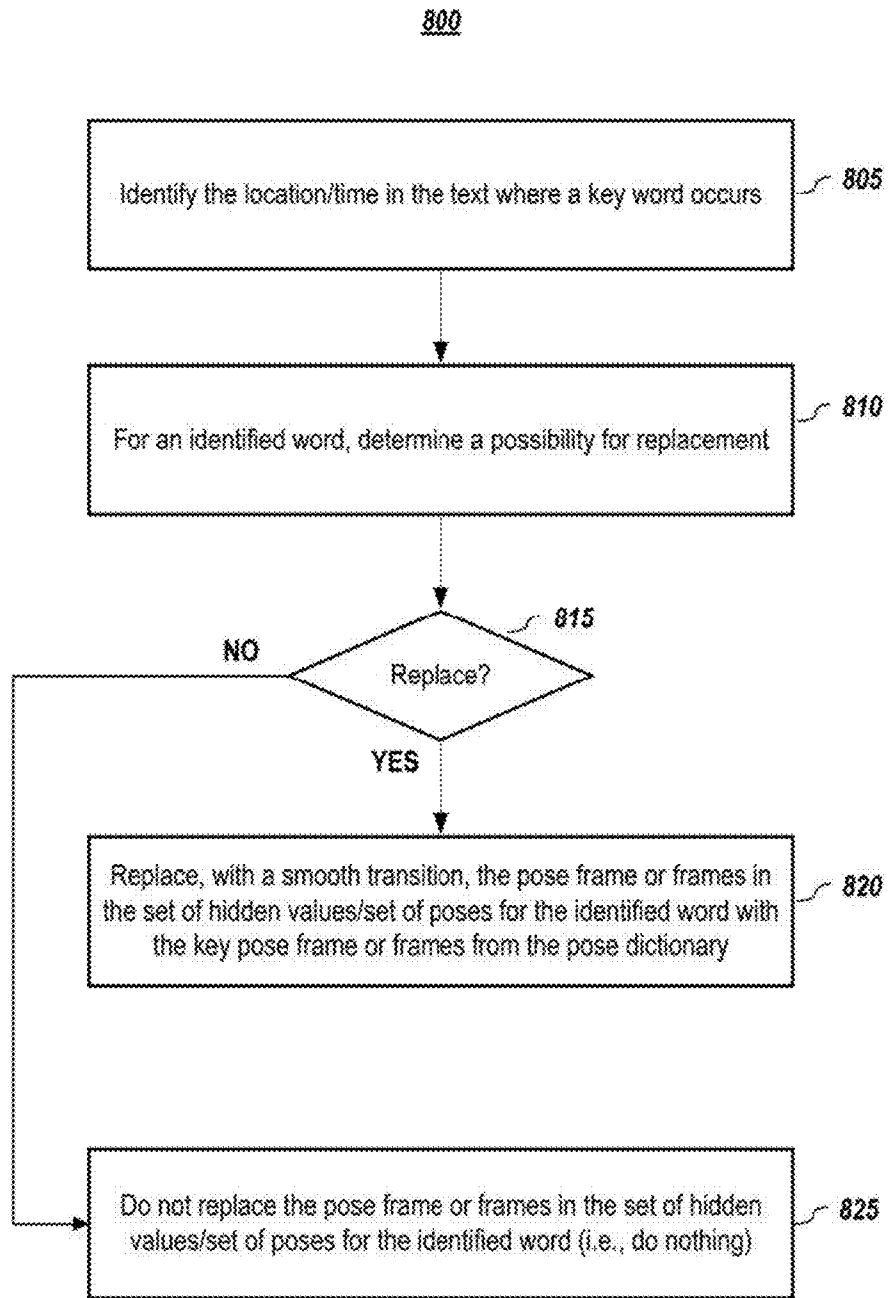 800
Identify the location/time in the text where a key word occurs
805
For an identified word, determine a possibility for replacement
810
815
NO
Replace?
YES
Replace, with a smooth transition, the pose frame or frames in
the set of hidden values/set of poses for the identified word with
the key pose frame or frames from the pose dictionary
820
Do not replace the pose frame or frames in the set of hidden
values/set of poses for the identified word (i.e., do nothing)
825